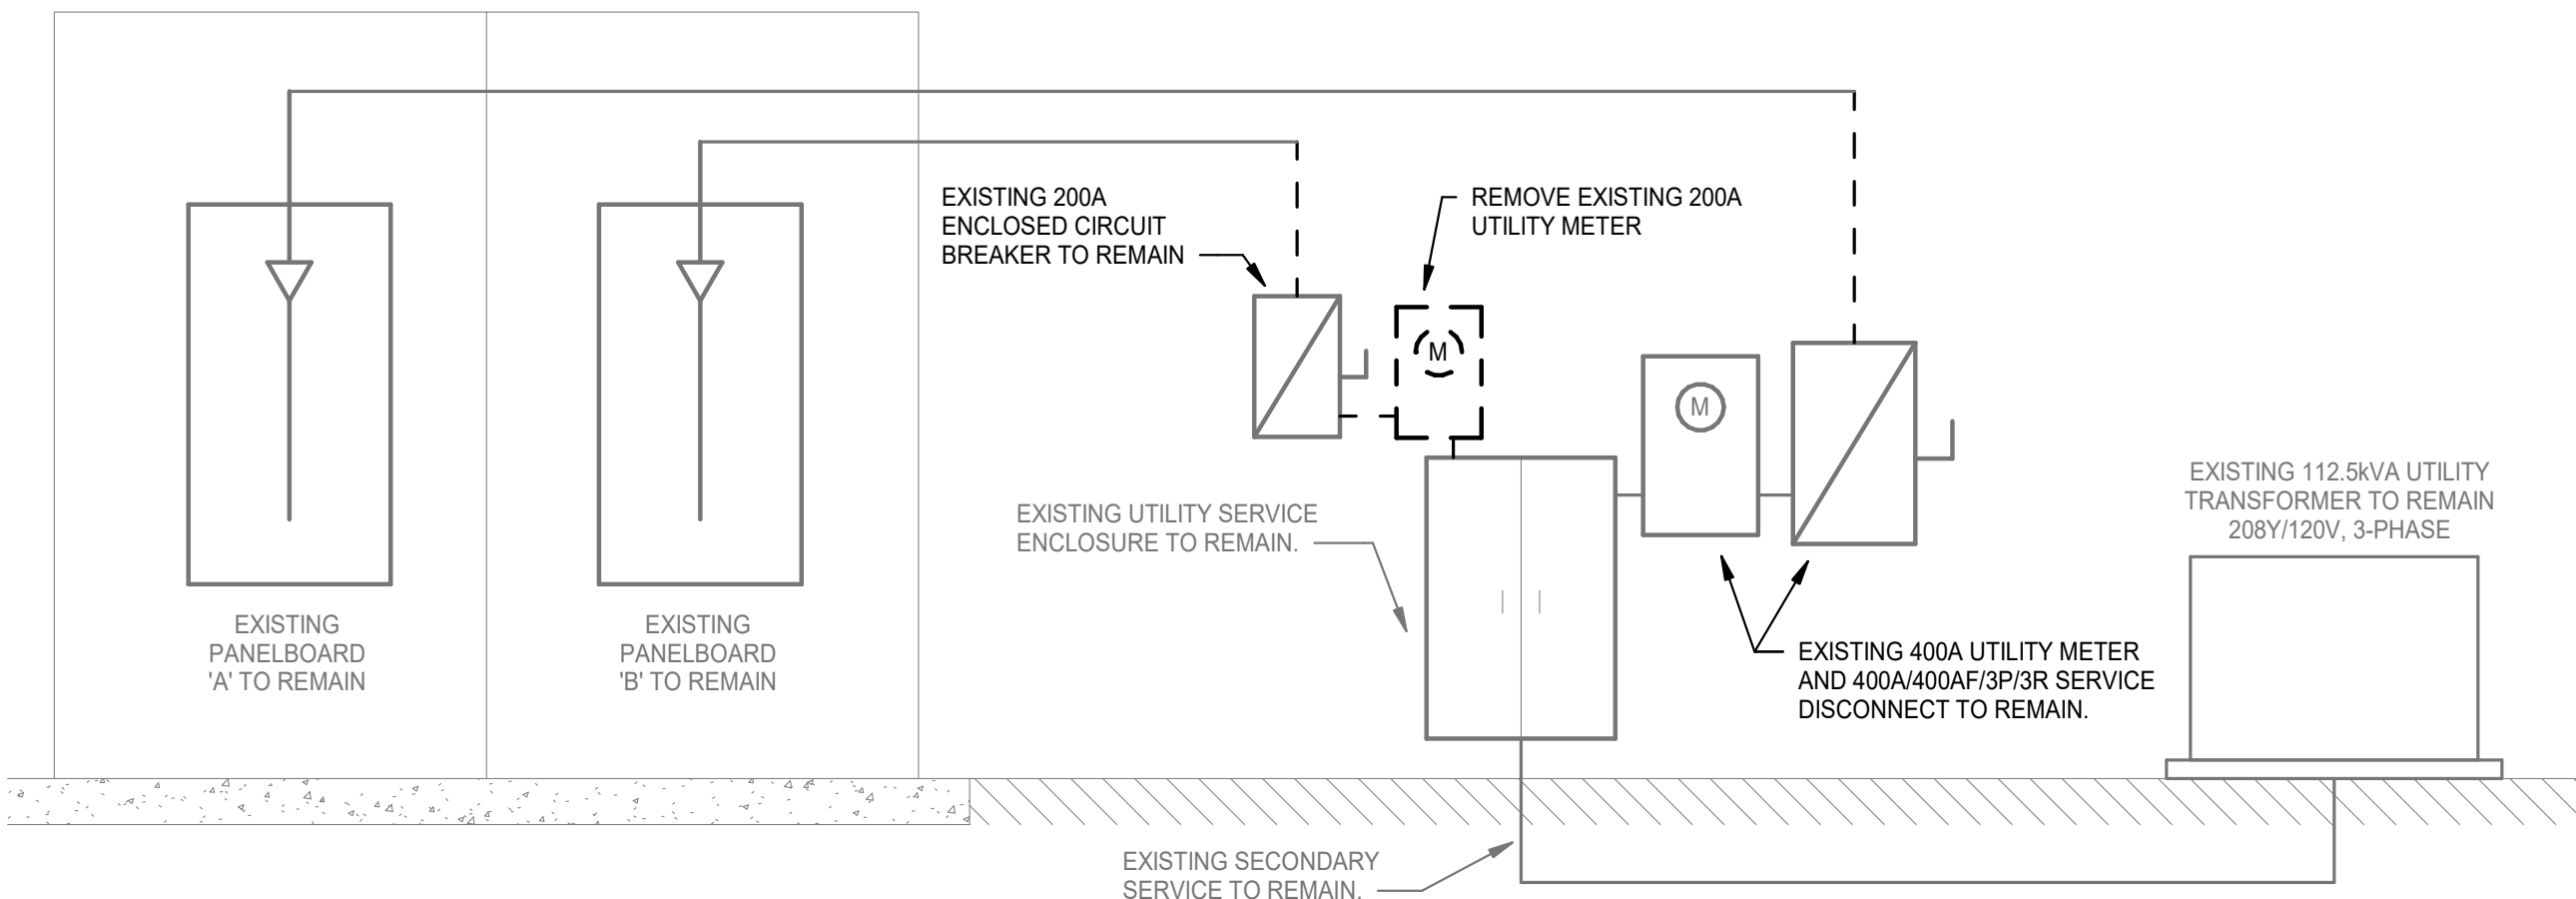 EXISTING 200A
ENCLOSED CIRCUIT
BREAKER TO REMAIN
REMOVE EXISTING 200A
UTILITY METER
M
M
EXISTING 112.5kVA UTILITY
TRANSFORMER TO REMAIN
208Y/120V, 3-PHASE
EXISTING UTILITY SERVICE
ENCLOSURE TO REMAIN.
EXISTING
PANELBOARD
'A' TO REMAIN
EXISTING
PANELBOARD
'B' TO REMAIN
EXISTING 400A UTILITY METER
AND 400A/400AF/3P/3R SERVICE
DISCONNECT TO REMAIN.
EXISTING SECONDARY
SERVICE TO REMAIN.